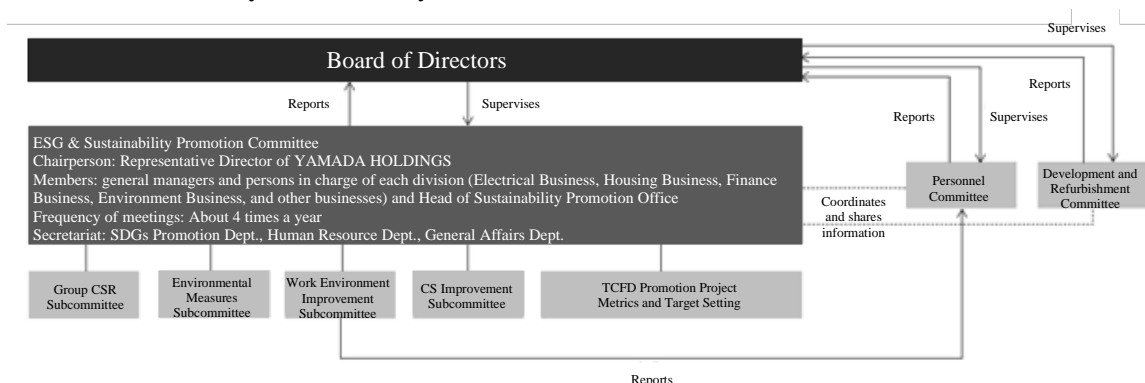 Supervises
Board of Directors
Reports
Reports
Supervises
Reports
Supervises
ESG & Sustainability Promotion Committee
Chairperson: Representative Director of YAMADA HOLDINGS
Members: general managers and persons in charge of each division (Electrical Business, Housing Business, Finance
Business, Environment Business, and other businesses) and Head of Sustainability Promotion Office
Frequency of meetings: About 4 times a year
Secretariat: SDGs Promotion Dept., Human Resource Dept., General Affairs Dept.
Personnel
Committee
Development and
Refurbishment
Committee
Coordinates
and shares
information
Group CSR
Subcommittee
Environmental
Measures
Subcommittee
Work Environment
Improvement
Subcommittee
CS Improvement
Subcommittee
TCFD Promotion Project
Metrics and Target Setting
Reports